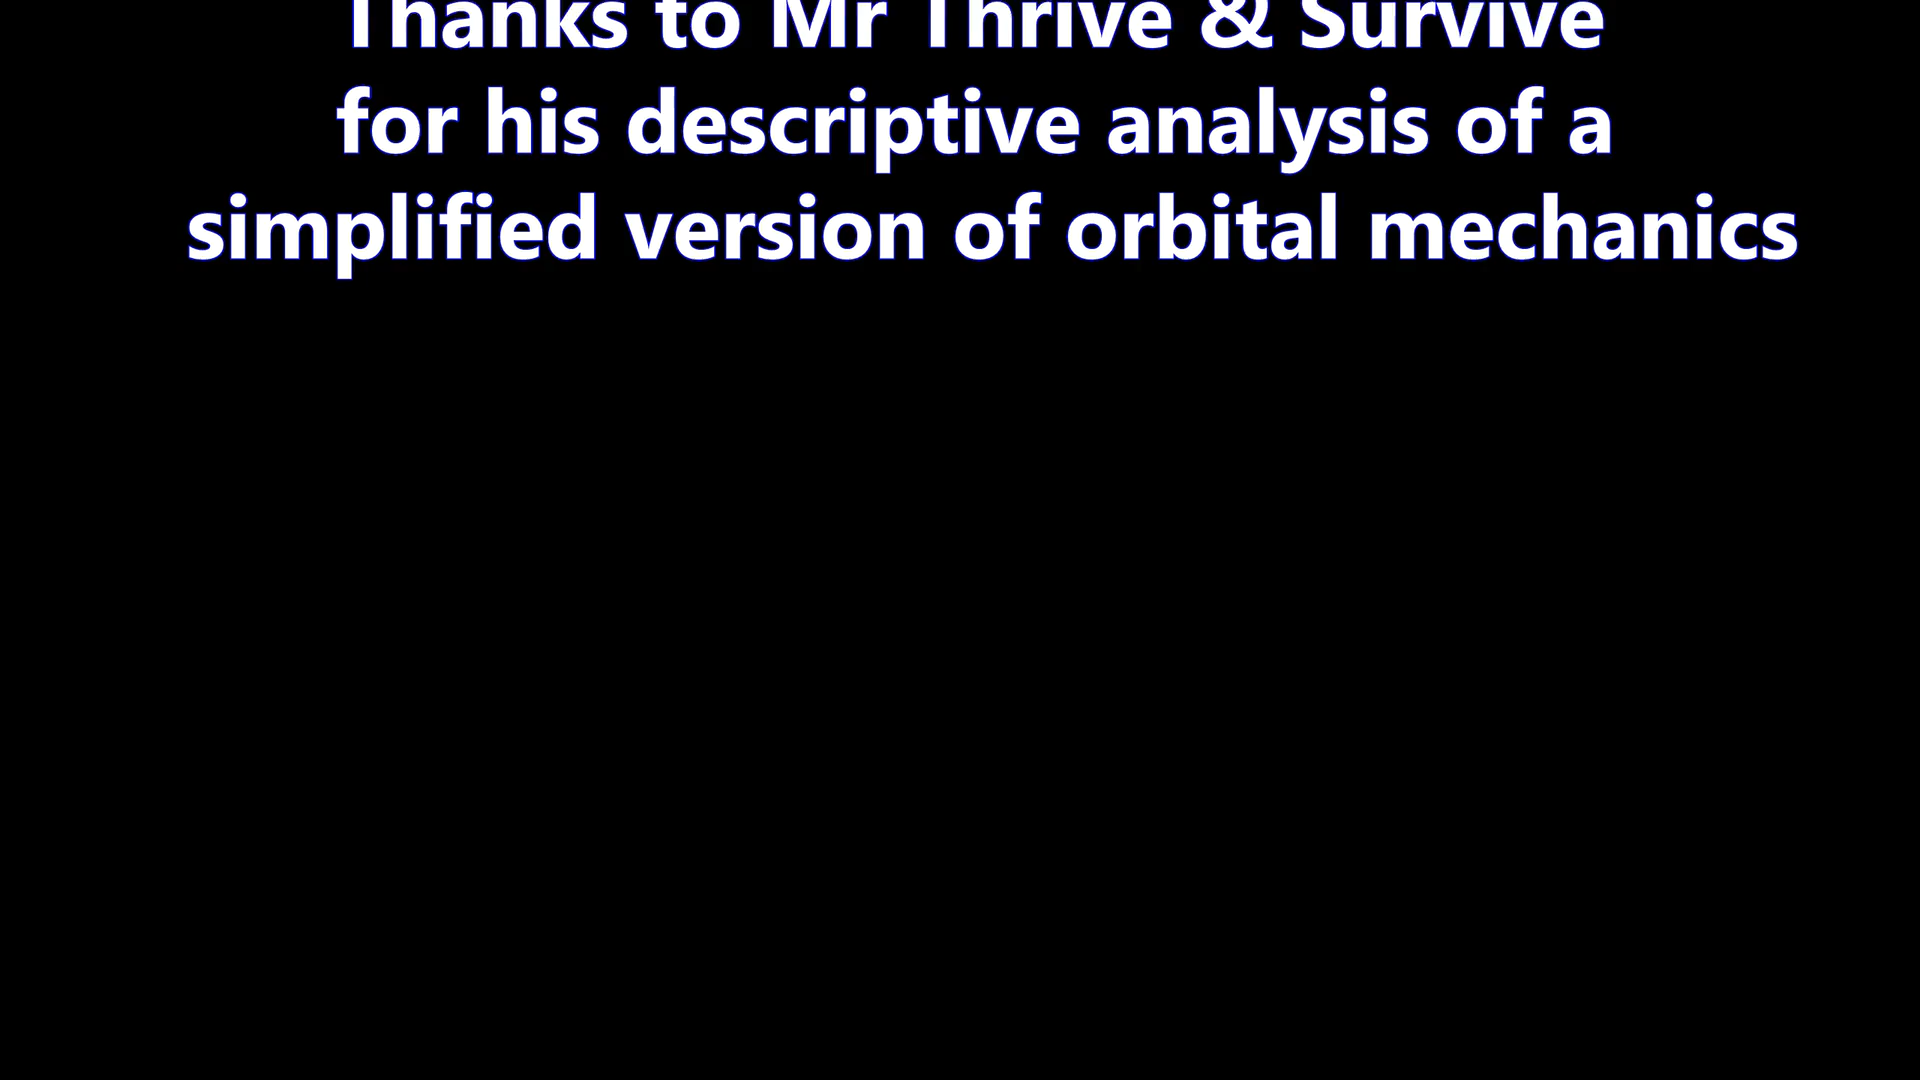 Thanks to Mr Thrive & Survive
for his descriptive analysis of a
simplified version of orbital mechanics